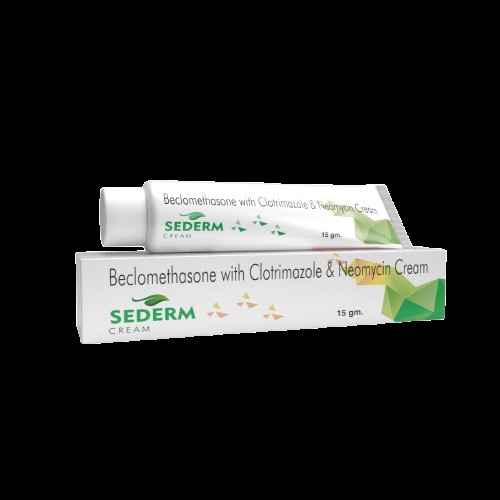 Beclomethasone with Clotrimazole & Neomycin Cream
SEDERM
CREAM
15 gm.
Beclomethasone with Clotrimazole & Neomycin Cream
SEDERM
CREAM
15 gm.